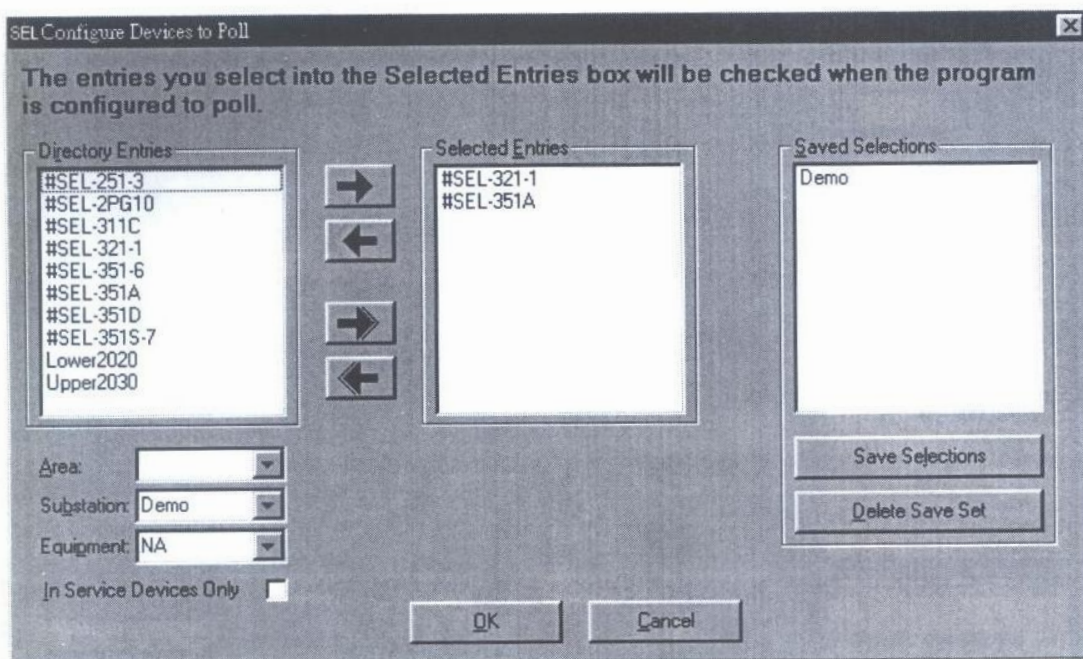 SEL Configure Devices to Poll
The entries you select into the Selected Entries box will be checked when the program
is configured to poll.
Directory Entries
#SEL-251-3
#SEL-2PG10
#SEL-311C
#SEL-321-1
#SEL-351-6
#SEL-351A
#SEL-351D
#SEL-351S-7
Lower2020
Upper2030
Selected Entries
#SEL-321-1
#SEL-351A
Saved Selections
Demo
Save Selections
Delete Save Set
Area:
Substation: Demo
Equipment: NA
In Service Devices Only
OK
Cancel